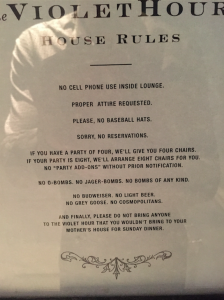 The VIOLET HOUR
HOUSE RULES
NO CELL PHONE USE INSIDE LOUNGE.
PROPER ATTIRE REQUESTED.
PLEASE, NO BASEBALL HATS.
SORRY, NO RESERVATIONS.
IF YOU HAVE A PARTY OF FOUR, WE'LL GIVE YOU FOUR CHAIRS.
IF YOUR PARTY IS EIGHT, WE'LL ARRANGE EIGHT CHAIRS FOR YOU.
NO "PARTY ADD-ONS" WITHOUT PRIOR NOTIFICATION.
NO O-BOMBS. NO JAGER-BOMBS. NO BOMBS OF ANY KIND.
NO BUDWEISER. NO LIGHT BEER.
NO GREY GOOSE. NO COSMOPOLITANS.
AND FINALLY, PLEASE DO NOT BRING ANYONE
TO THE VIOLET HOUR THAT YOU WOULDN'T BRING TO YOUR
MOTHER'S HOUSE FOR SUNDAY DINNER.